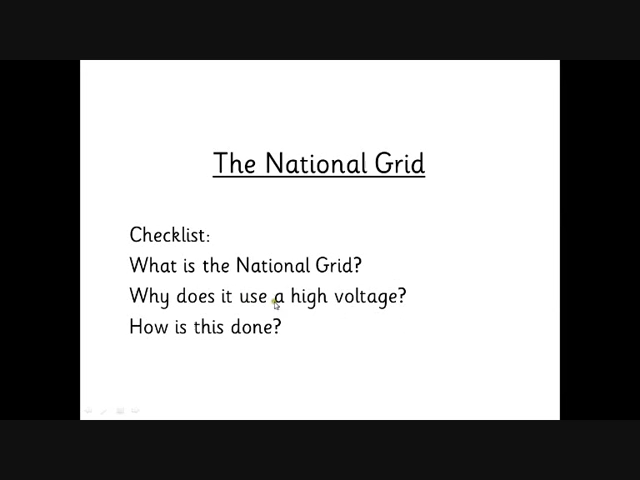 The National Grid
Checklist:
What is the National Grid?
Why does it use a high voltage?
How is this done?